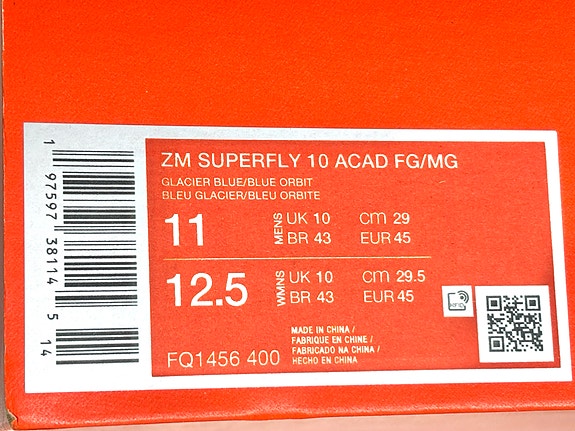 1 97597 38114 5 14
ZM SUPERFLY 10 ACAD FG/MG
GLACIER BLUE/BLUE ORBIT
BLEU GLACIER/BLEU ORBITE
11 MENS UK 10 cm 29
BR 43 EUR 45
12.5 WMNS UK 10 cm 29.5
BR 43 EUR 45
RFID
MADE IN CHINA /
FABRIQUE EN CHINE /
FABRICADO NA CHINA /
HECHO EN CHINA
FQ1456 400